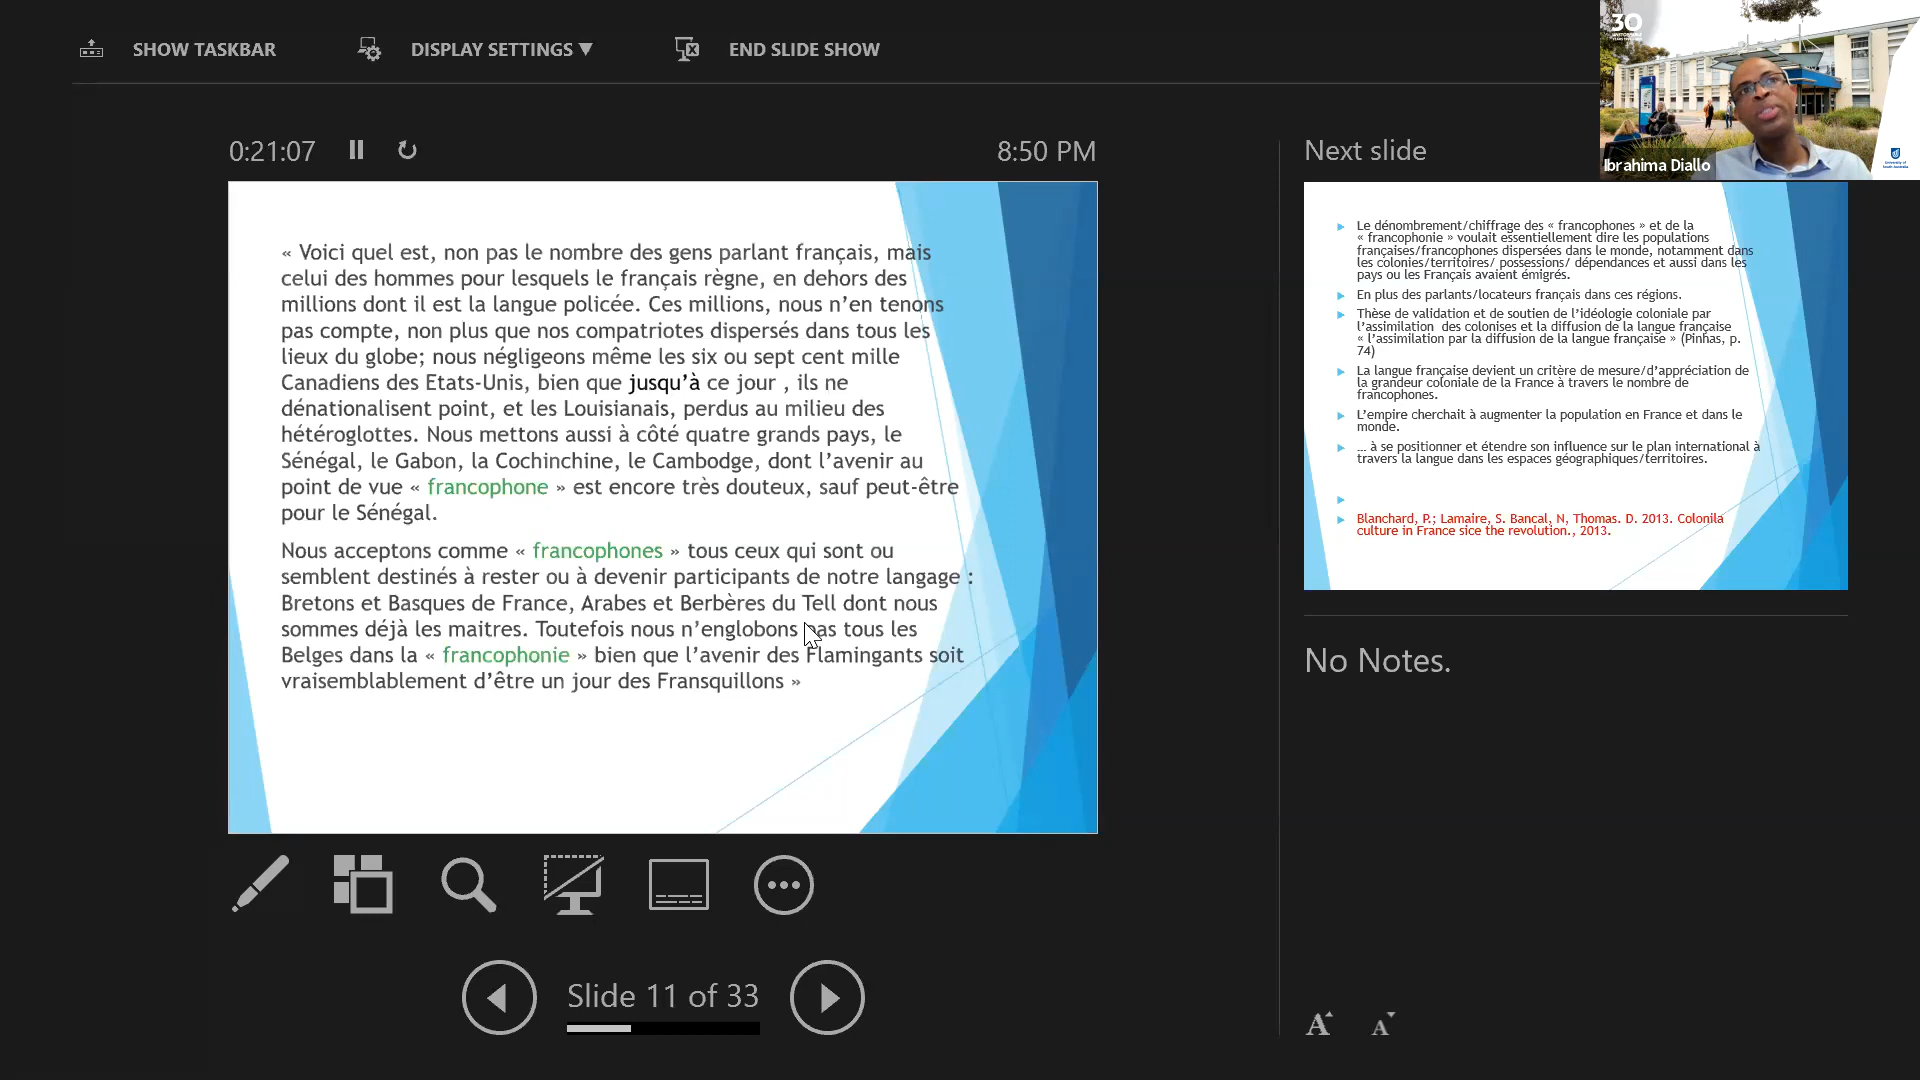 SHOW TASKBAR
DISPLAY SETTINGS ▼
END SLIDE SHOW
30
Ibrahima Diallo
University of
South Australia
0:21:07
8:50 PM
Next slide
« Voici quel est, non pas le nombre des gens parlant français, mais
celui des hommes pour lesquels le français règne, en dehors des
millions dont il est la langue policée. Ces millions, nous n’en tenons
pas compte, non plus que nos compatriotes dispersés dans tous les
lieux du globe; nous négligeons même les six ou sept cent mille
Canadiens des Etats-Unis, bien que jusqu’à ce jour , ils ne
dénationalisent point, et les Louisianais, perdus au milieu des
hétéroglottes. Nous mettons aussi à côté quatre grands pays, le
Sénégal, le Gabon, la Cochinchine, le Cambodge, dont l’avenir au
point de vue « francophone » est encore très douteux, sauf peut-être
pour le Sénégal.
Nous acceptons comme « francophones » tous ceux qui sont ou
semblent destinés à rester ou à devenir participants de notre langage :
Bretons et Basques de France, Arabes et Berbères du Tell dont nous
sommes déjà les maitres. Toutefois nous n’englobons pas tous les
Belges dans la « francophonie » bien que l’avenir des Flamingants soit
vraisemblablement d’être un jour des Fransquillons »
Le dénombrement/chiffrage des « francophones » et de la
« francophonie » voulait essentiellement dire les populations
françaises/francophones dispersées dans le monde, notamment dans
les colonies/territoires/ possessions/ dépendances et aussi dans les
pays ou les Français avaient émigrés.
En plus des parlants/locateurs français dans ces régions.
Thèse de validation et de soutien de l’idéologie coloniale par
l’assimilation des colonises et la diffusion de la langue française
« l’assimilation par la diffusion de la langue française » (Pinhas, p.
74)
La langue française devient un critère de mesure/d’appréciation de
la grandeur coloniale de la France à travers le nombre de
francophones.
L’empire cherchait à augmenter la population en France et dans le
monde.
... à se positionner et étendre son influence sur le plan international à
travers la langue dans les espaces géographiques/territoires.
Blanchard, P.; Lamaire, S. Bancal, N, Thomas. D. 2013. Colonila
culture in France sice the revolution., 2013.
No Notes.
Slide 11 of 33
A A